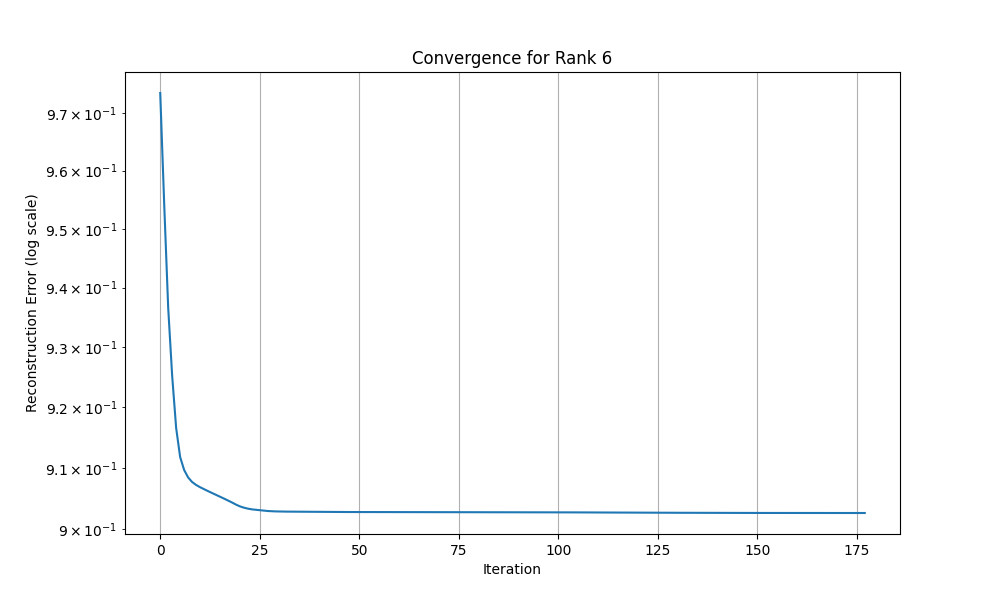 Convergence for Rank 6
Reconstruction Error (log scale)
9.7 × 10⁻¹
9.6 × 10⁻¹
9.5 × 10⁻¹
9.4 × 10⁻¹
9.3 × 10⁻¹
9.2 × 10⁻¹
9.1 × 10⁻¹
9 × 10⁻¹
0 25 50 75 100 125 150 175
Iteration